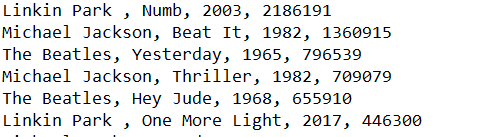 Linkin Park , Numb, 2003, 2186191
Michael Jackson, Beat It, 1982, 1360915
The Beatles, Yesterday, 1965, 796539
Michael Jackson, Thriller, 1982, 709079
The Beatles, Hey Jude, 1968, 655910
Linkin Park , One More Light, 2017, 446300